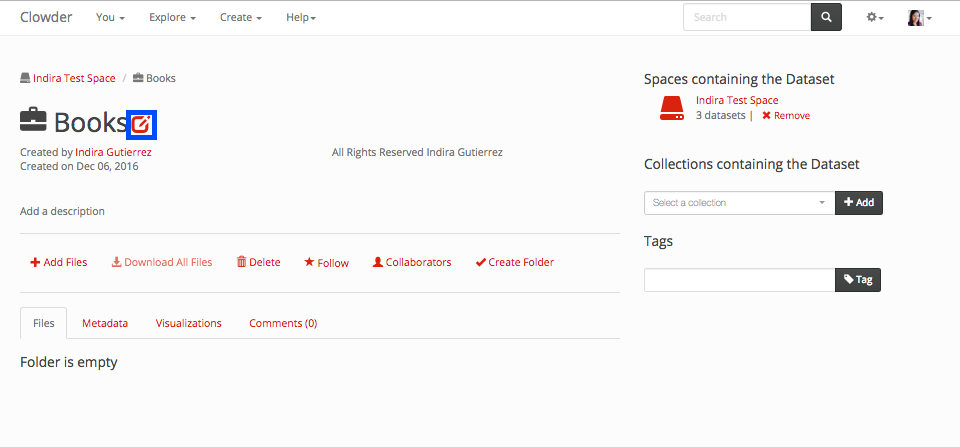 Clowder You Explore Create Help Search
Indira Test Space / Books
Books
Created by Indira Gutierrez
All Rights Reserved Indira Gutierrez
Created on Dec 06, 2016
Add a description
Add Files Download All Files Delete Follow Collaborators Create Folder
Files Metadata Visualizations Comments (0)
Folder is empty
Spaces containing the Dataset
Indira Test Space
3 datasets | Remove
Collections containing the Dataset
Select a collection Add
Tags
Tag